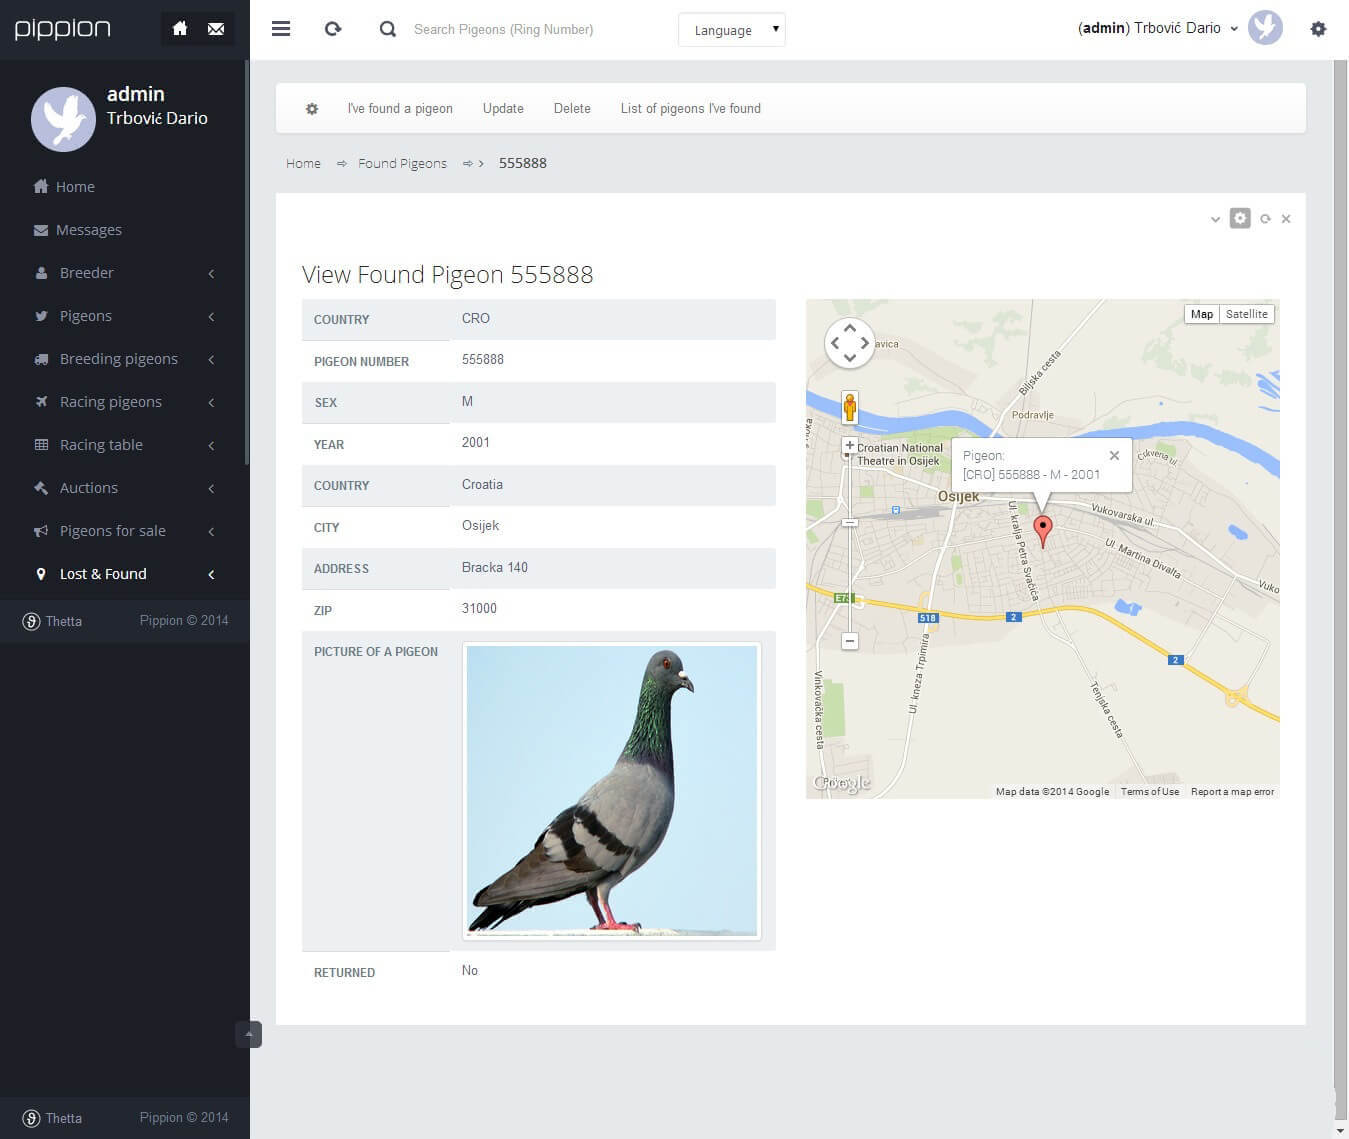 pippion
Search Pigeons (Ring Number)
Language
(admin) Trbović Dario
admin
Trbović Dario
Home
Messages
Breeder
Pigeons
Breeding pigeons
Racing pigeons
Racing table
Auctions
Pigeons for sale
Lost & Found
Thetta
Pippion © 2014
I've found a pigeon
Update
Delete
List of pigeons I've found
Home
Found Pigeons
555888
View Found Pigeon 555888
COUNTRY CRO
PIGEON NUMBER 555888
SEX M
YEAR 2001
COUNTRY Croatia
CITY Osijek
ADDRESS Bracka 140
ZIP 31000
PICTURE OF A PIGEON
RETURNED No
Map
Satellite
avica
Biljska cesta
Podravlje
Croatian National
Theatre in Osijek
Pigeon:
[CRO] 555888 - M - 2001
Cvkvena ul.
Osijek
Vukovarska ul.
Ul. kralja Petra Svačića
Ul. Martina Divalta
Vuko
E73
518
2
2
Ul. kneza Trpimira
Vinkovačka cesta
Tenjska cesta
Google
Map data ©2014 Google
Terms of Use
Report a map error
Thetta
Pippion © 2014